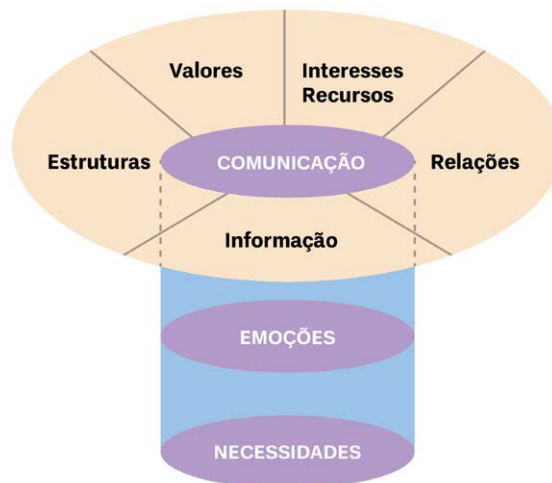 Valores
Interesses
Recursos
Estruturas
COMUNICAÇÃO
Relações
Informação
EMOÇÕES
NECESSIDADES